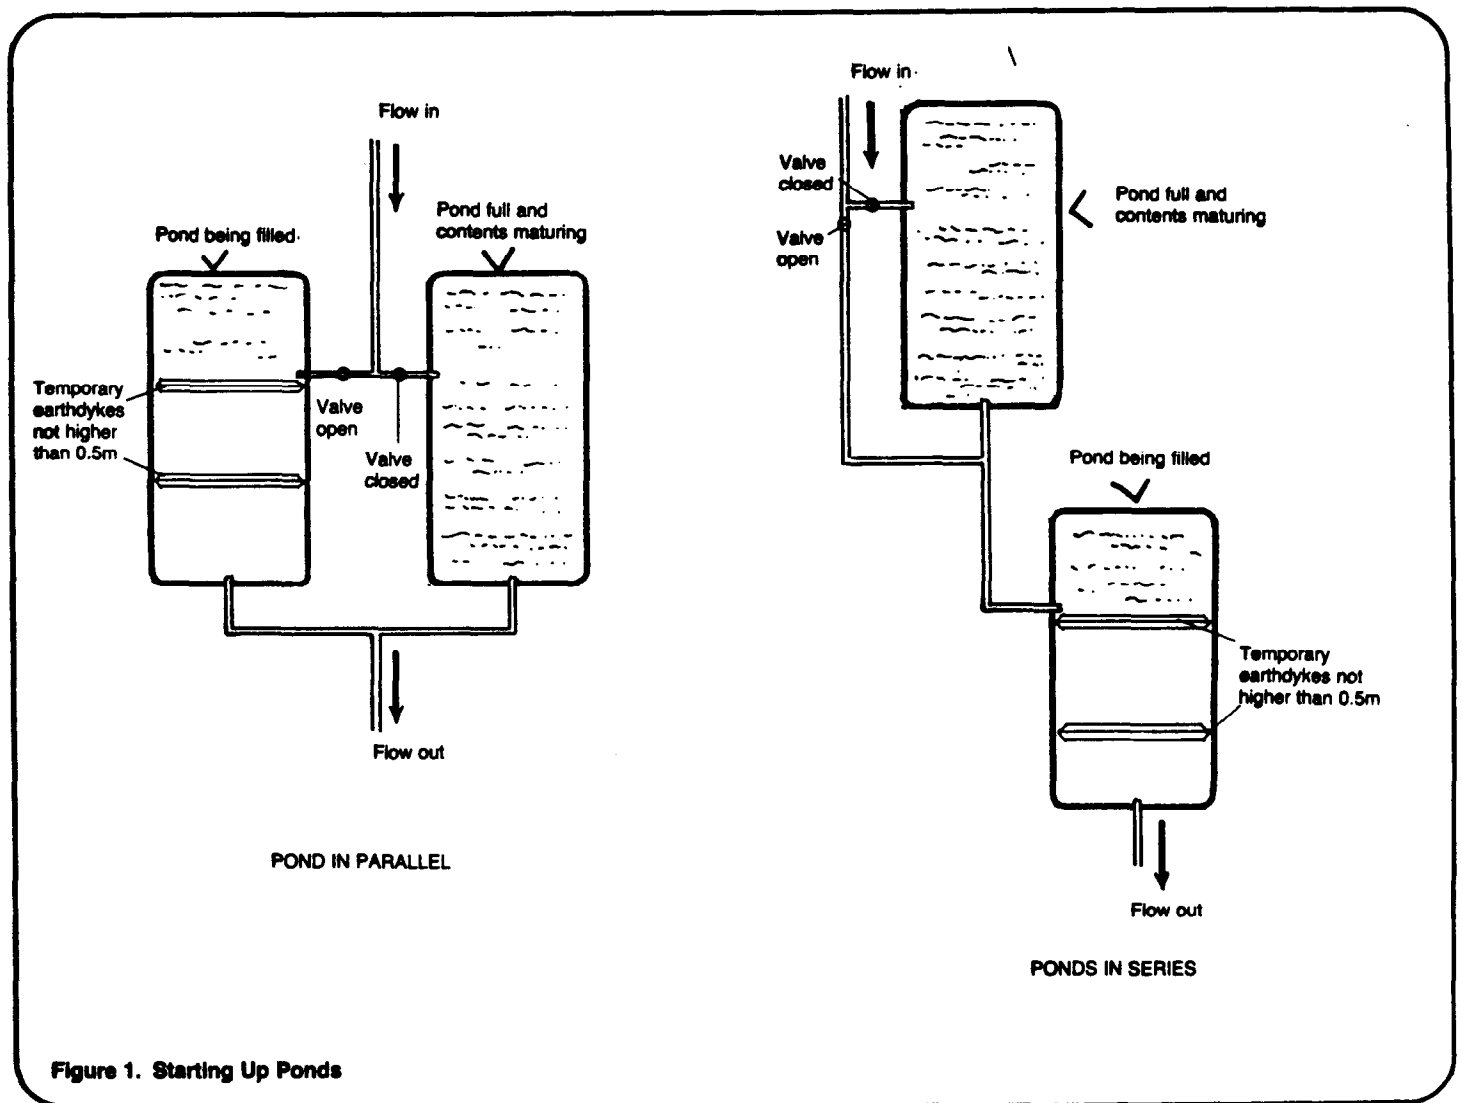 Flow in
Pond being filled
Pond full and
contents maturing
Temporary
earthdykes
not higher
than 0.5m
Valve
open
Valve
closed
Flow out
POND IN PARALLEL
Flow in
Valve
closed
Valve
open
Pond full and
contents maturing
Pond being filled
Temporary
earthdykes not
higher than 0.5m
Flow out
PONDS IN SERIES
Figure 1. Starting Up Ponds